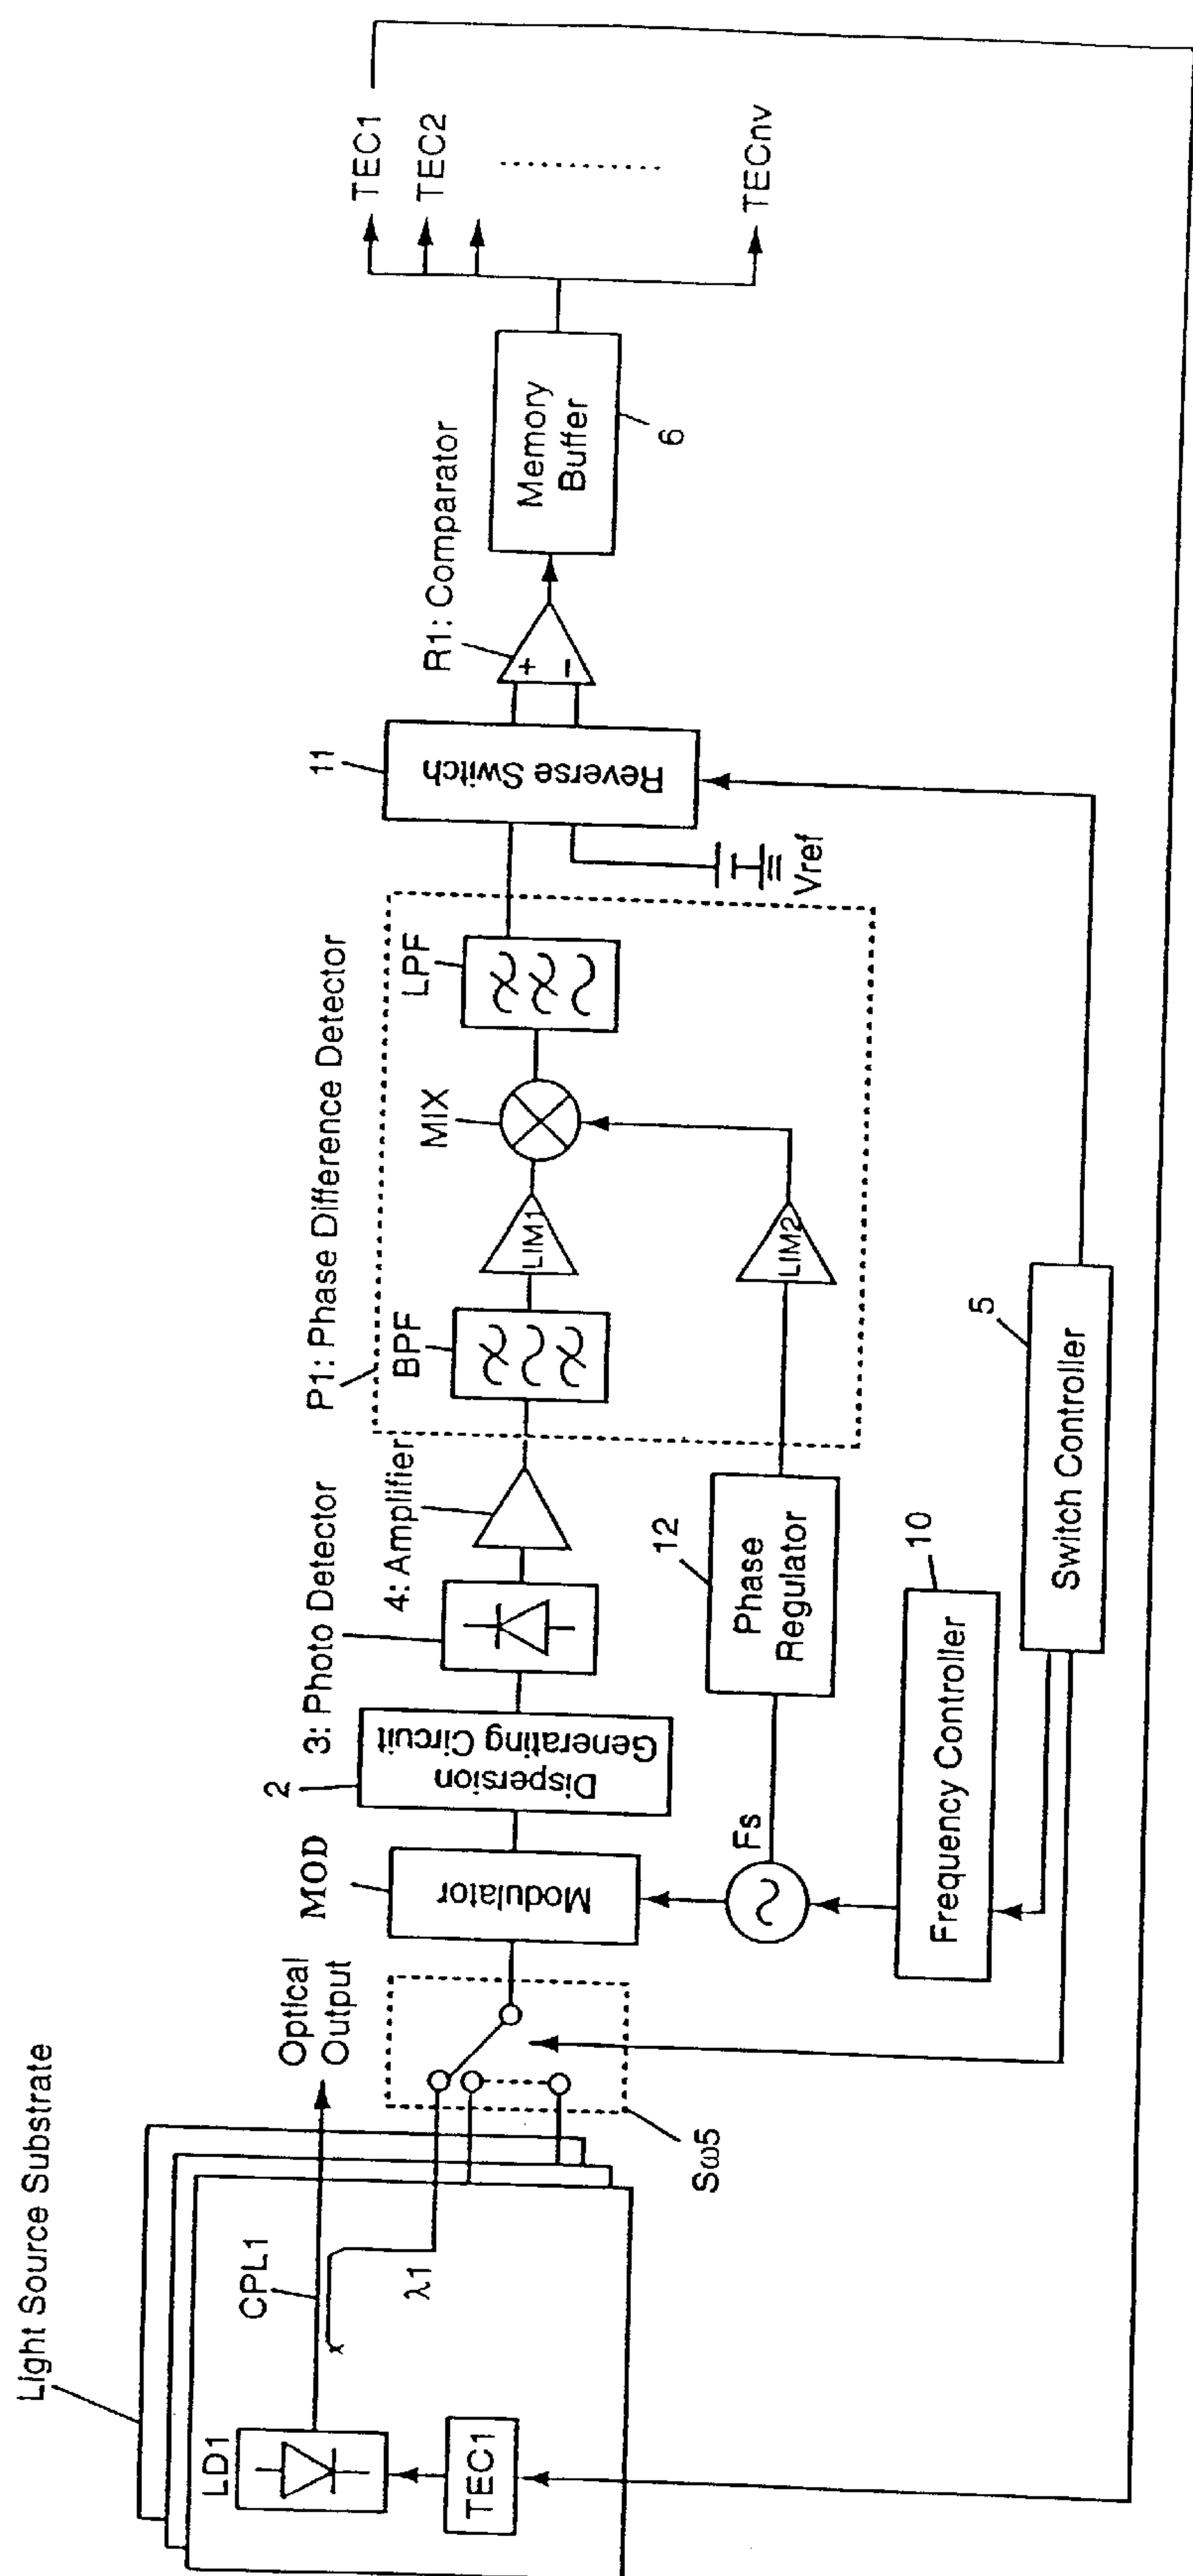 Light Source Substrate
LD1
TEC1
CPL1
λ1
Optical
Output
Sω5
MOD
Modulator
2
Dispersion
Generating Circuit
3: Photo Detector
4: Amplifier
Fs
12
Phase
Regulator
10
Frequency Controller
5
Switch Controller
P1: Phase Difference Detector
BPF
LIM1
MIX
LPF
LIM2
Vref
11
Reverse Switch
R1: Comparator
+
−
Memory
Buffer
6
TEC1
TEC2
TECnv